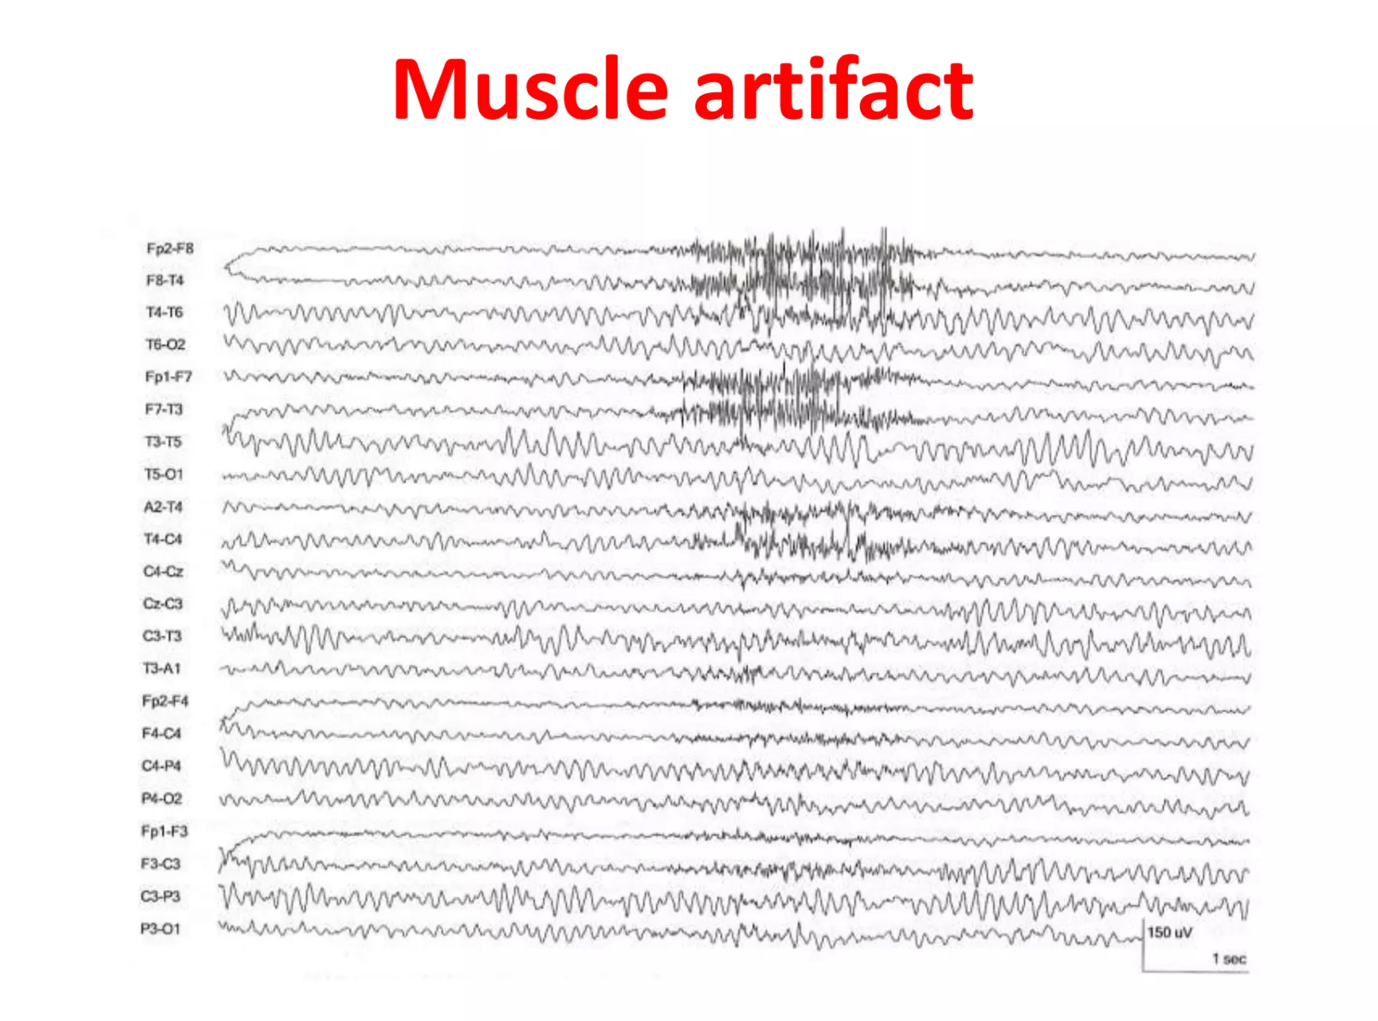 Muscle artifact
Fp2-F8
F8-T4
T4-T6
T6-O2
Fp1-F7
F7-T3
T3-T5
T5-O1
A2-T4
T4-C4
C4-Cz
Cz-C3
C3-T3
T3-A1
Fp2-F4
F4-C4
C4-P4
P4-O2
Fp1-F3
F3-C3
C3-P3
P3-O1
150 uV
1 sec